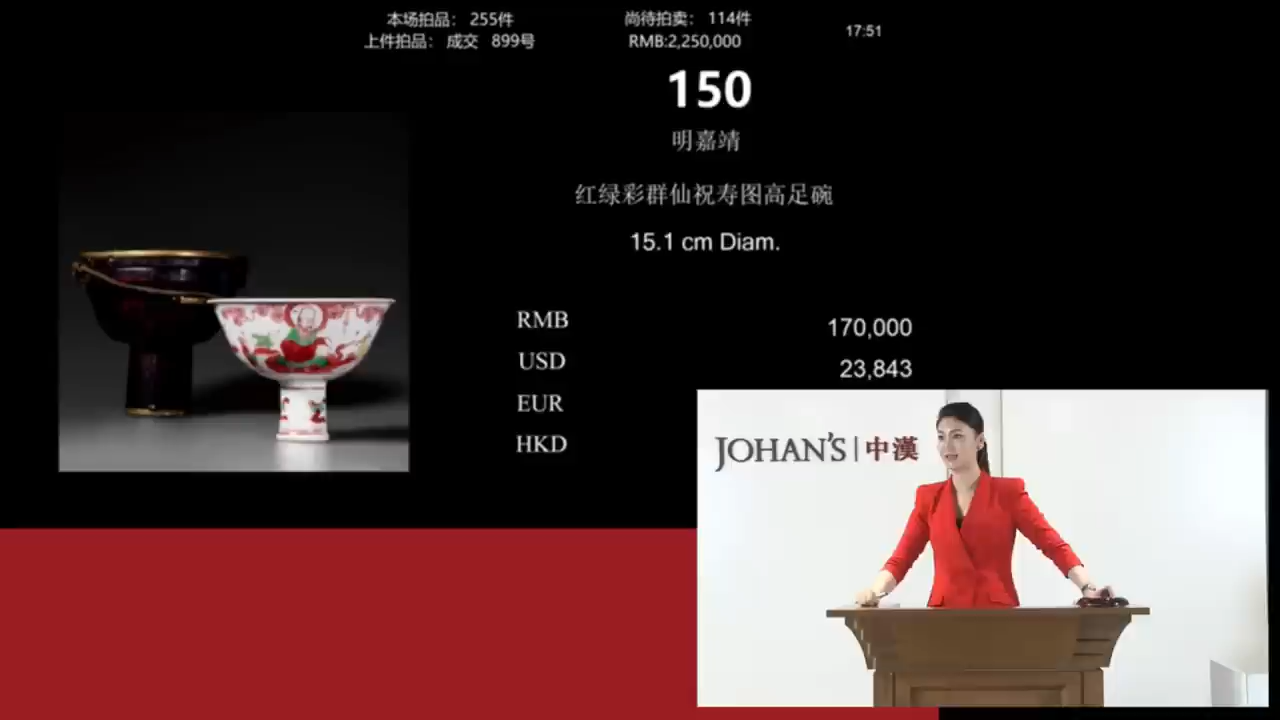 本场拍品： 255件
尚待拍卖： 114件
上件拍品： 成交 899号
RMB:2,250,000
17:51
150
明嘉靖
红绿彩群仙祝寿图高足碗
15.1 cm Diam.
RMB 170,000
USD 23,843
EUR
HKD
JOHAN'S | 中漢